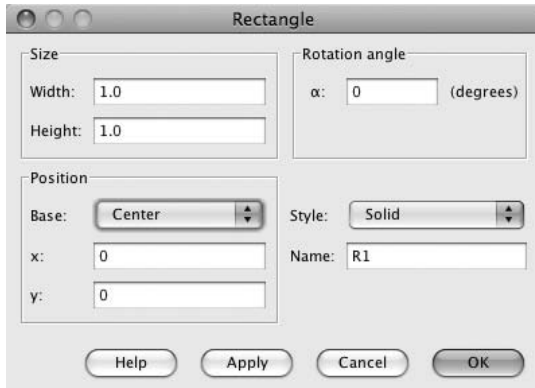 Rectangle
Size
Width: 1.0
Height: 1.0
Rotation angle
α: 0 (degrees)
Position
Base: Center
x: 0
y: 0
Style: Solid
Name: R1
Help Apply Cancel OK